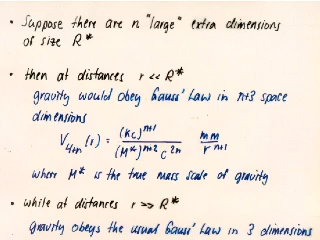 • Suppose there are n "large" extra dimensions
of size R*
• then at distances r << R*
gravity would obey Gauss' Law in n+3 space
dimensions
V₄₊ₙ(r) = (ħc)ⁿ⁺¹ / (M*)ⁿ⁺² c²ⁿ  mm / rⁿ⁺¹
where M* is the true mass scale of gravity
• while at distances r >> R*
gravity obeys the usual Gauss' Law in 3 dimensions